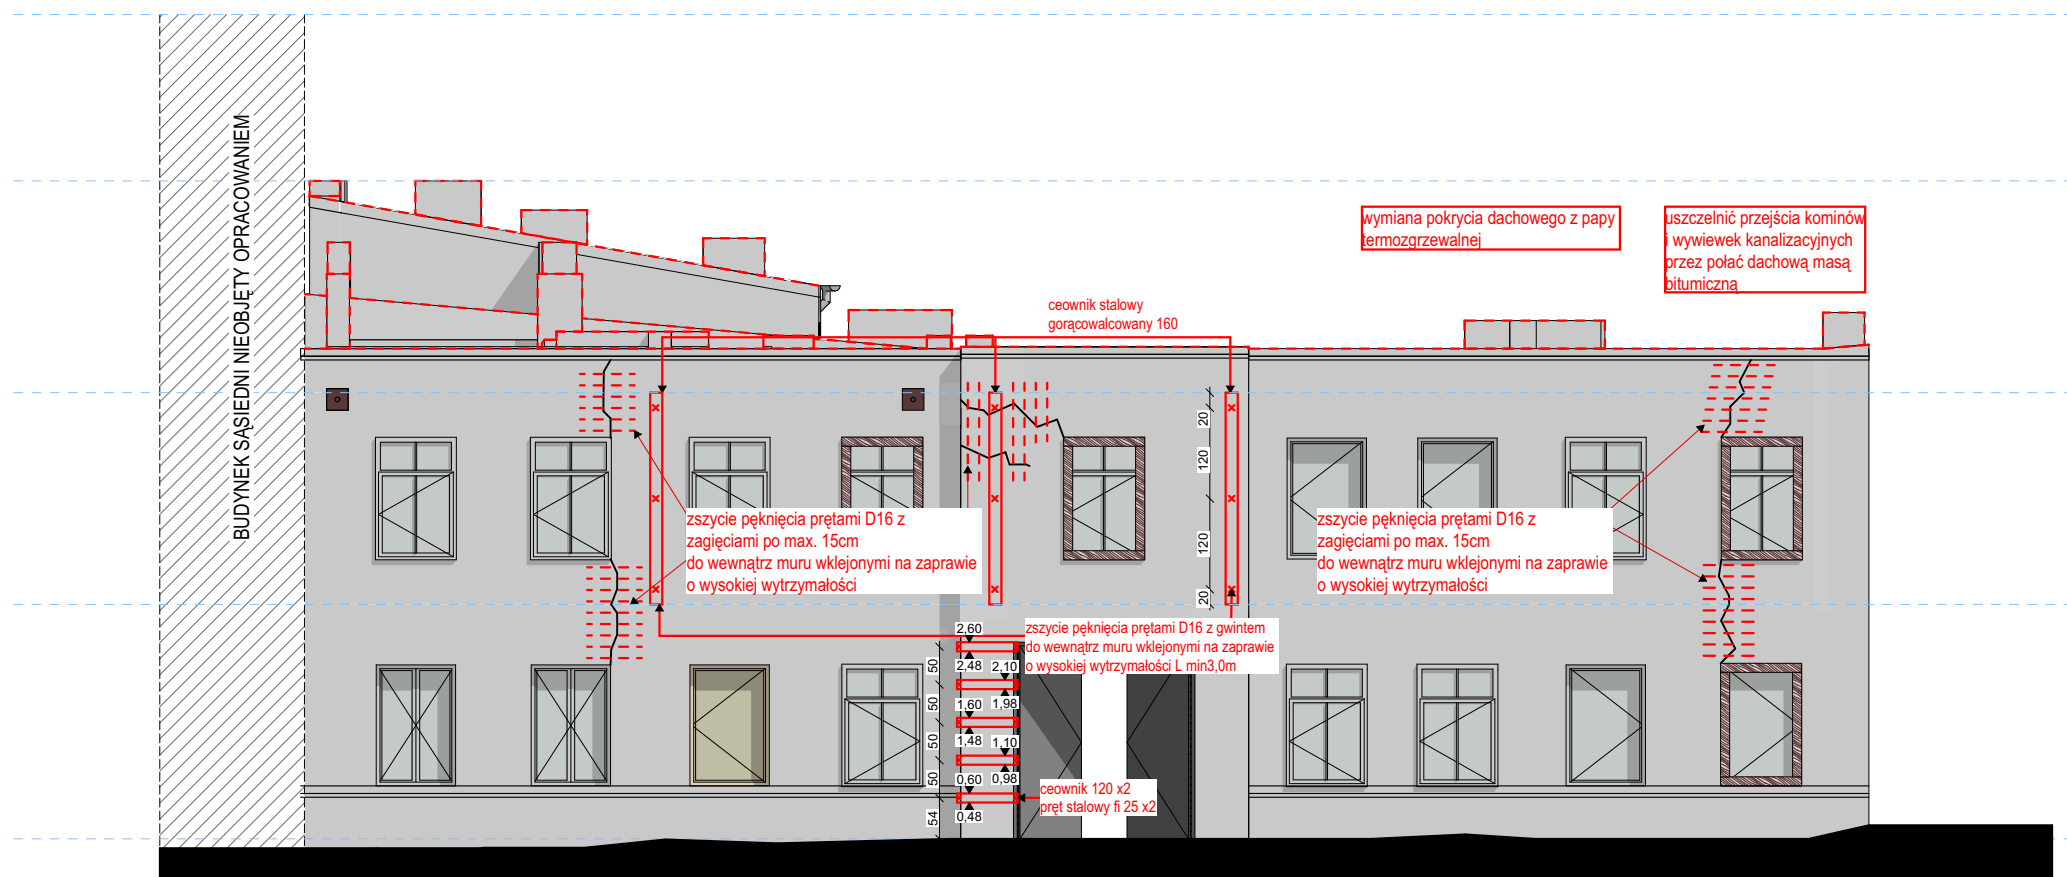 BUDYNEK SĄSIEDNI NIEOBJĘTY OPRACOWANIEM
wymiana pokrycia dachowego z papy
termozgrzewalnej
uszczelnić przejścia kominów
i wywiewek kanalizacyjnych
przez połać dachową masą
bitumiczną
ceownik stalowy
gorącowalcowany 160
20
120
120
20
zszycie pęknięcia prętami D16 z
zagięciami po max. 15cm
do wewnątrz muru wklejonymi na zaprawie
o wysokiej wytrzymałości
zszycie pęknięcia prętami D16 z
zagięciami po max. 15cm
do wewnątrz muru wklejonymi na zaprawie
o wysokiej wytrzymałości
zszycie pęknięcia prętami D16 z gwintem
do wewnątrz muru wklejonymi na zaprawie
o wysokiej wytrzymałości L min3,0m
2,60
2,48
2,10
1,98
1,60
1,48
1,10
0,98
0,60
0,48
50
50
50
50
54
ceownik 120 x2
pręt stalowy fi 25 x2